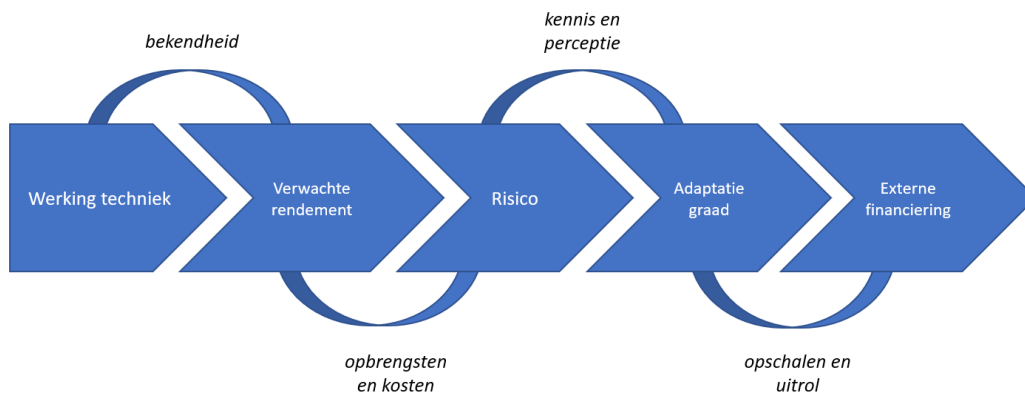 bekendheid
kennis en
perceptie
Werking techniek
Verwachte
rendement
Risico
Adaptatie
graad
Externe
financiering
opbrengsten
en kosten
opschalen en
uitrol